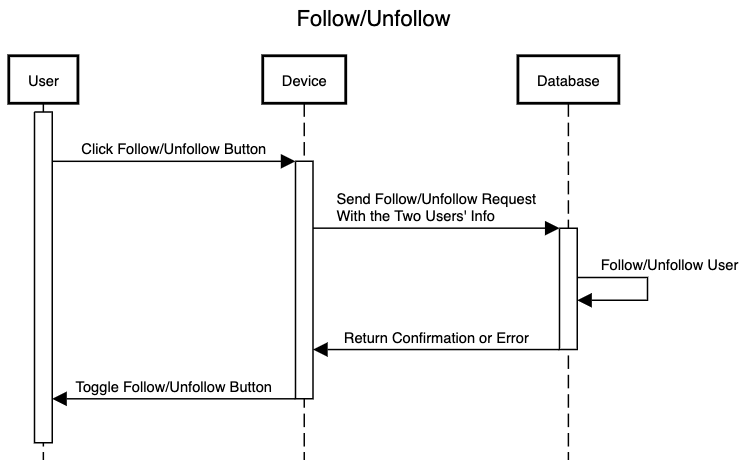 Follow/Unfollow
User
Device
Database
Click Follow/Unfollow Button
Send Follow/Unfollow Request
With the Two Users' Info
Follow/Unfollow User
Return Confirmation or Error
Toggle Follow/Unfollow Button